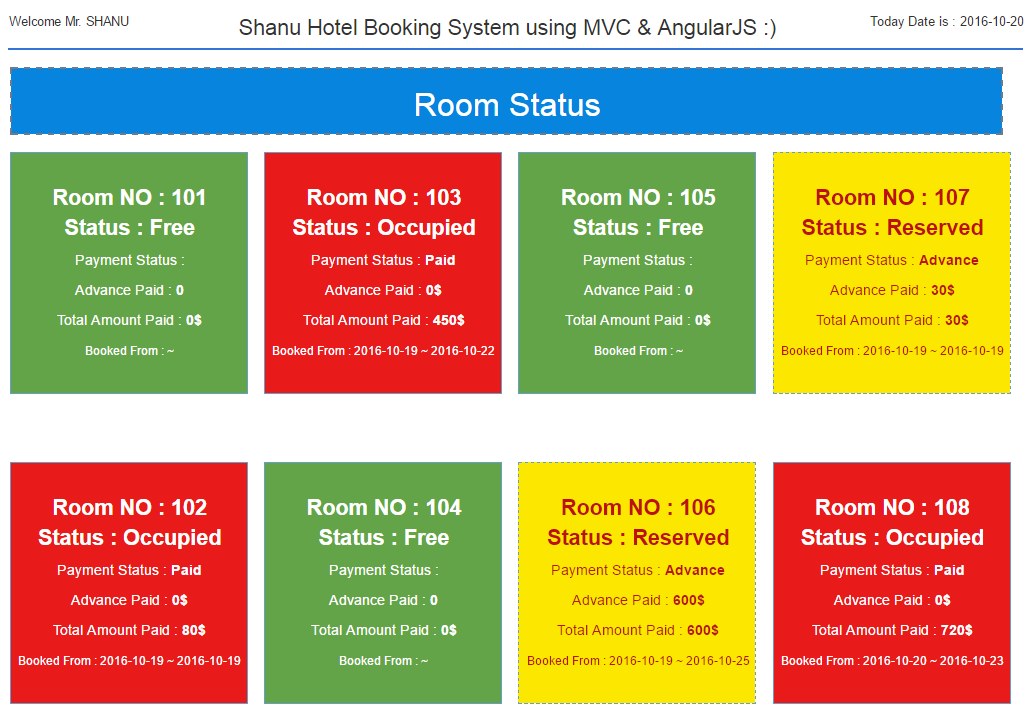 Welcome Mr. SHANU
Shanu Hotel Booking System using MVC & AngularJS :)
Today Date is : 2016-10-20
Room Status
Room NO : 101
Status : Free
Payment Status :
Advance Paid : 0
Total Amount Paid : 0$
Booked From : ~
Room NO : 103
Status : Occupied
Payment Status : Paid
Advance Paid : 0$
Total Amount Paid : 450$
Booked From : 2016-10-19 ~ 2016-10-22
Room NO : 105
Status : Free
Payment Status :
Advance Paid : 0
Total Amount Paid : 0$
Booked From : ~
Room NO : 107
Status : Reserved
Payment Status : Advance
Advance Paid : 30$
Total Amount Paid : 30$
Booked From : 2016-10-19 ~ 2016-10-19
Room NO : 102
Status : Occupied
Payment Status : Paid
Advance Paid : 0$
Total Amount Paid : 80$
Booked From : 2016-10-19 ~ 2016-10-19
Room NO : 104
Status : Free
Payment Status :
Advance Paid : 0
Total Amount Paid : 0$
Booked From : ~
Room NO : 106
Status : Reserved
Payment Status : Advance
Advance Paid : 600$
Total Amount Paid : 600$
Booked From : 2016-10-19 ~ 2016-10-25
Room NO : 108
Status : Occupied
Payment Status : Paid
Advance Paid : 0$
Total Amount Paid : 720$
Booked From : 2016-10-20 ~ 2016-10-23